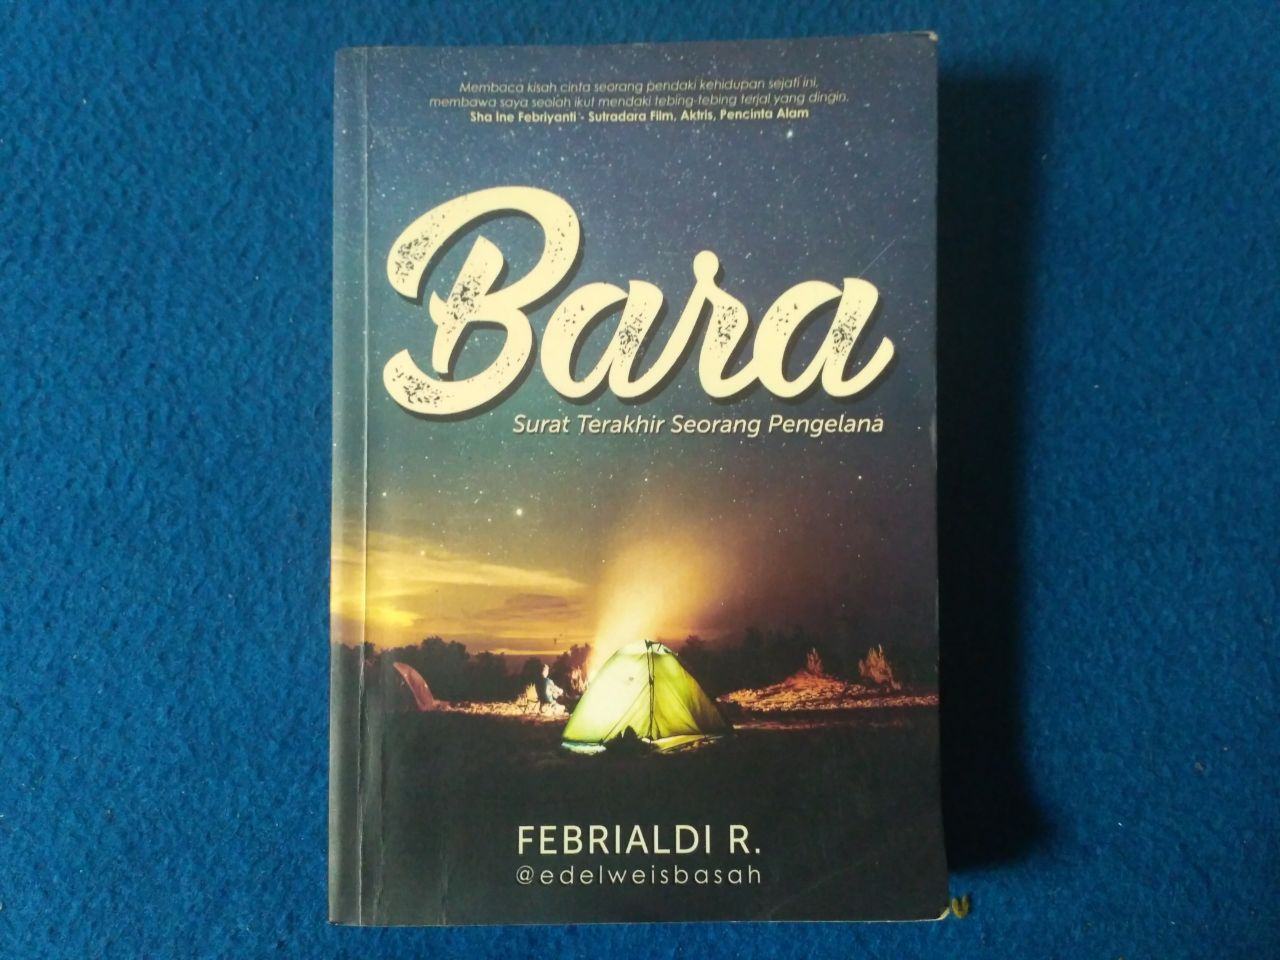 Membaca kisah cinta seorang pendaki kehidupan sejati ini,
membawa saya seolah ikut mendaki tebing-tebing terjal yang dingin.
Sha Ine Febriyanti - Sutradara Film, Aktris, Pencinta Alam
Bara
Surat Terakhir Seorang Pengelana
FEBRIALDI R.
@edelweisbasah